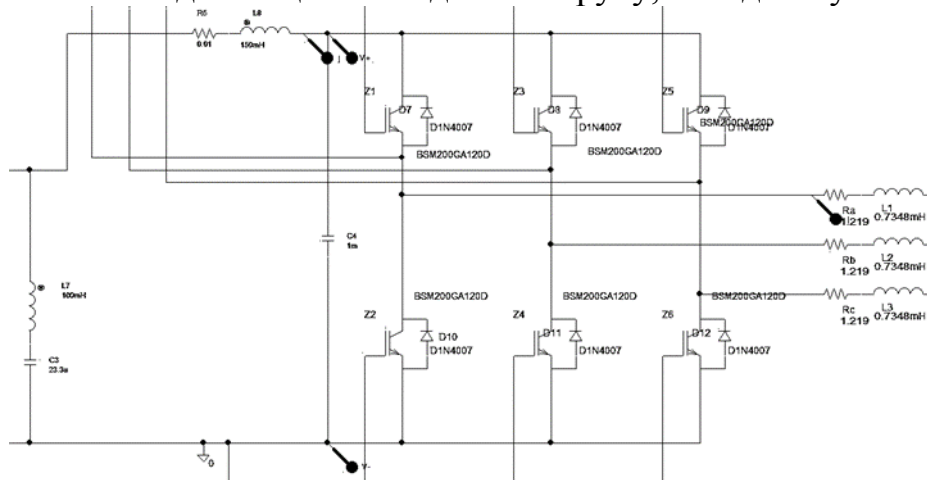 R6 L8
0.01 150mH
I V+
Z1 Z3 Z5
D7 D8 D9
D1N4007 D1N4007 D1N4007
BSM200GA120D
BSM200GA120D BSM200GA120D
Ra L1
1.219 0.7348mH
C4
1m
Rb L2
1.219 0.7348mH
L7
100mH
BSM200GA120D BSM200GA120D BSM200GA120D
Rc L3
1.219 0.7348mH
Z2 Z4 Z6
D10 D11 D12
D1N4007 D1N4007 D1N4007
C3
23.3u
0
V-